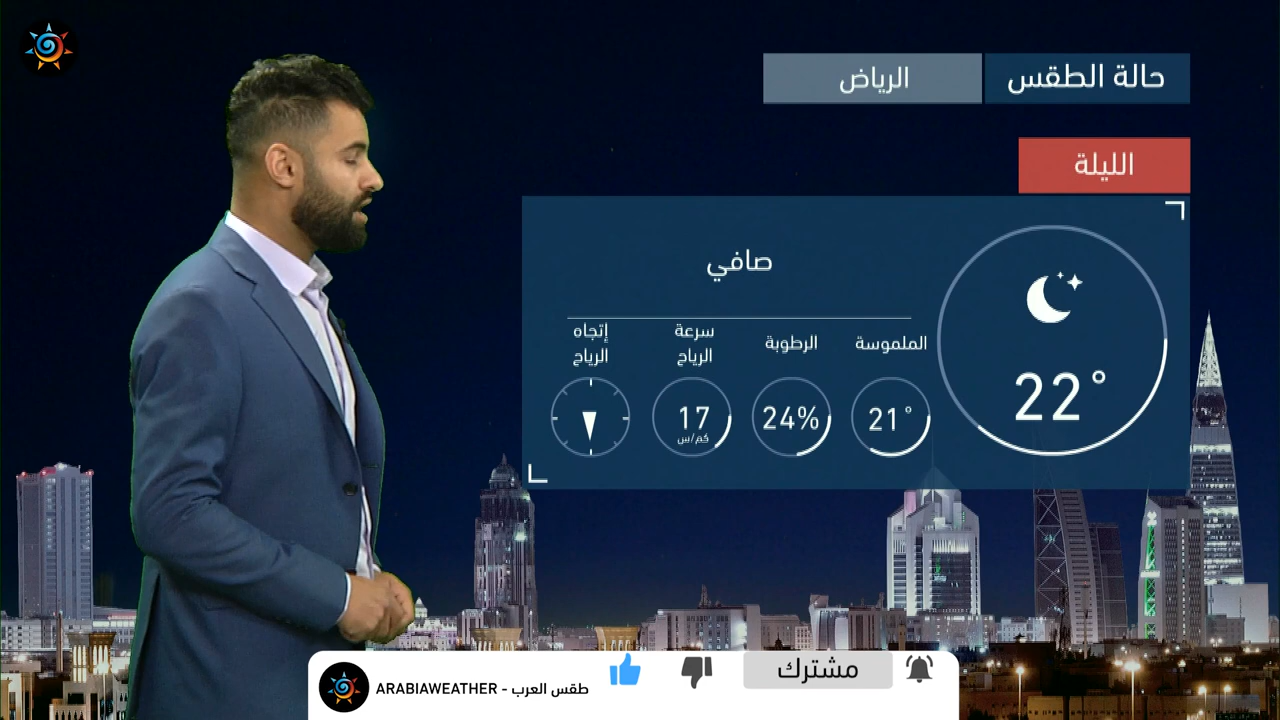 حالة الطقس
الرياض
الليلة
صافي
22°
الملموسة
21°
الرطوبة
24%
سرعة
الرياح
17
كم/س
إتجاه
الرياح
ARABIAWEATHER - طقس العرب
مشترك